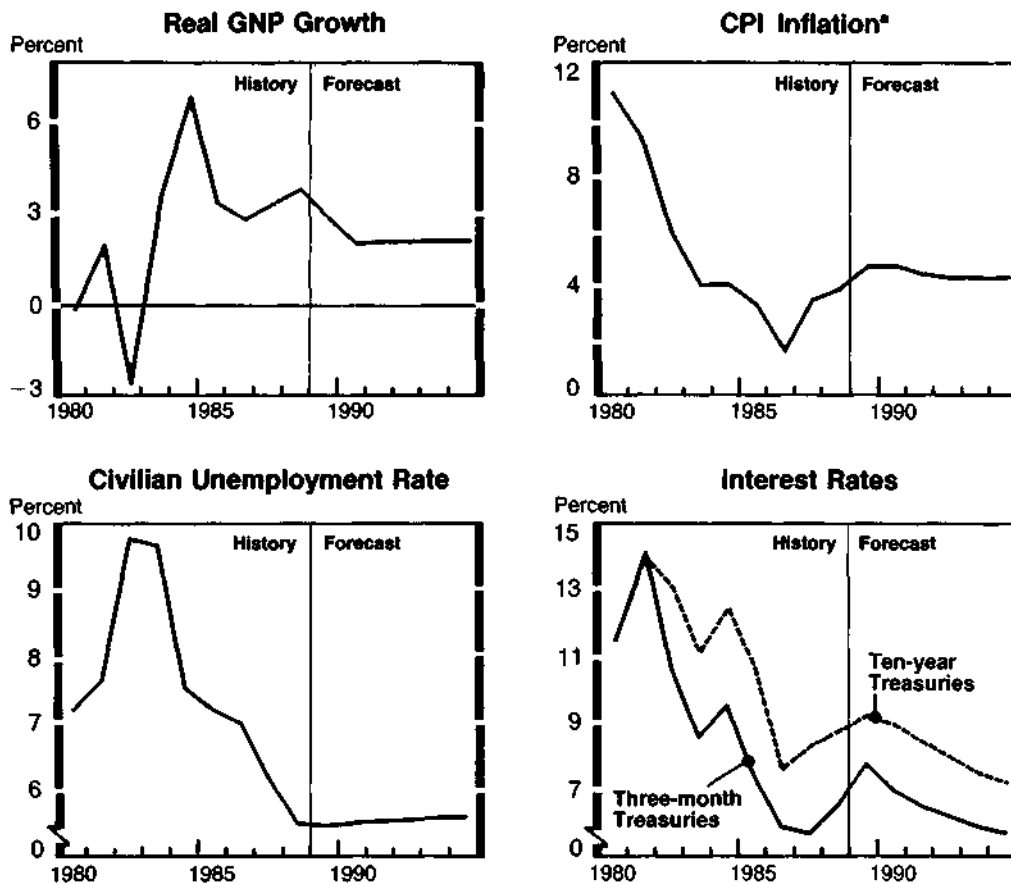 Real GNP Growth
Percent
History
Forecast
6
3
0
−3
1980
1985
1990
CPI Inflationª
Percent
12
History
Forecast
8
4
0
1980
1985
1990
Civilian Unemployment Rate
Percent
10
History
Forecast
9
8
7
6
0
1980
1985
1990
Interest Rates
Percent
15
History
Forecast
13
11
Ten-year
Treasuries
9
7
Three-month
Treasuries
0
1980
1985
1990